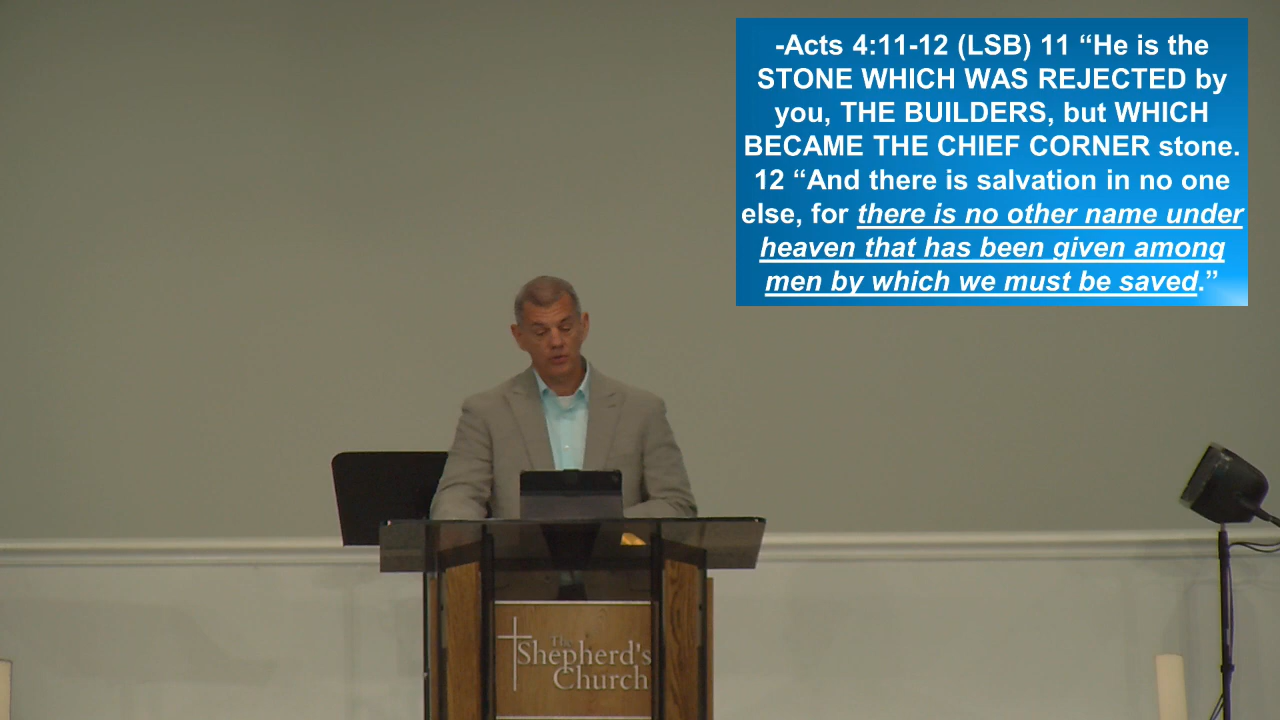 -Acts 4:11-12 (LSB) 11 “He is the
STONE WHICH WAS REJECTED by
you, THE BUILDERS, but WHICH
BECAME THE CHIEF CORNER stone.
12 “And there is salvation in no one
else, for there is no other name under
heaven that has been given among
men by which we must be saved.”
The
Shepherd's
Church